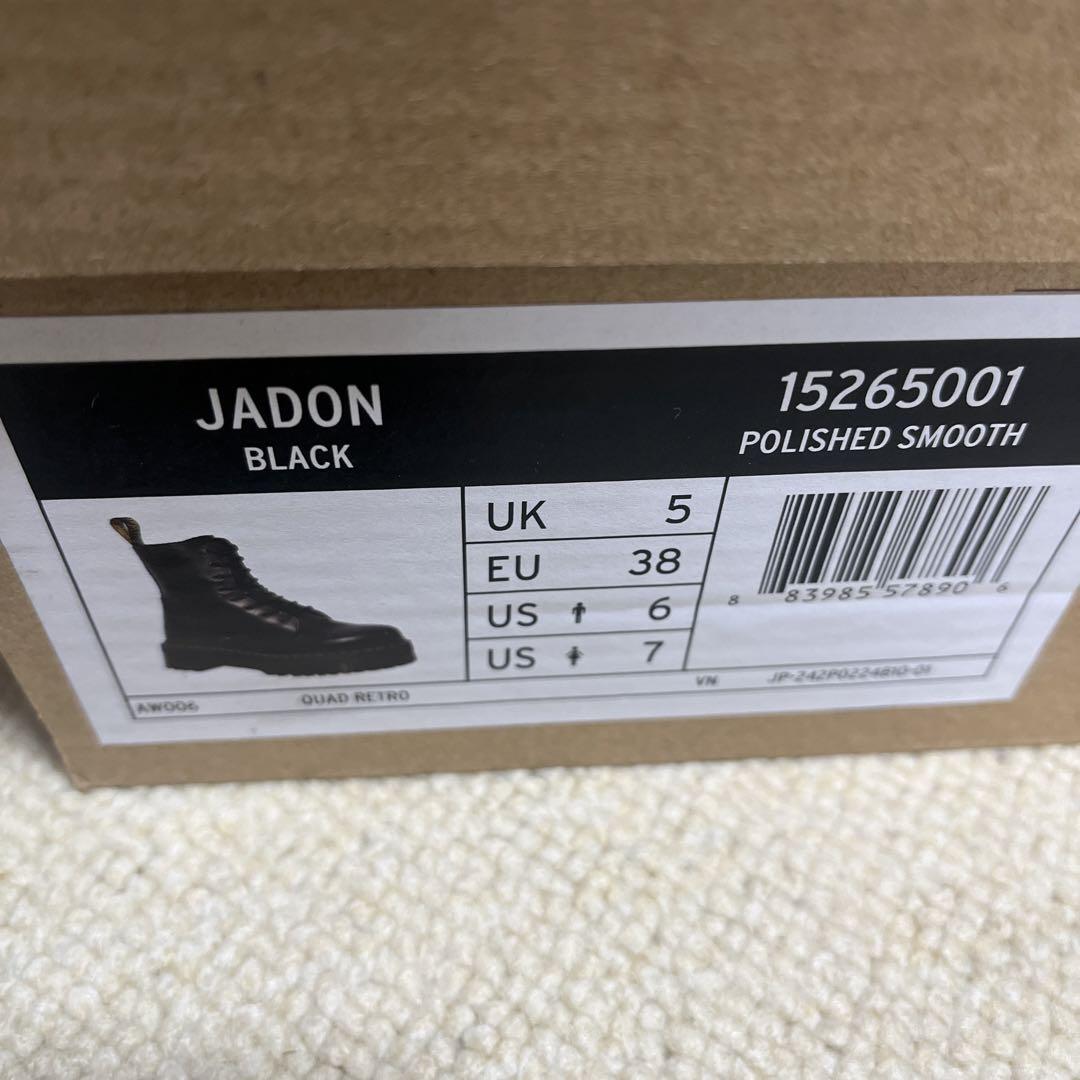 JADON
BLACK
15265001
POLISHED SMOOTH
UK 5
EU 38
US 6
US 7
8 83985 57890 6
AW006
QUAD RETRO
VN
JP-242P0224B10-01